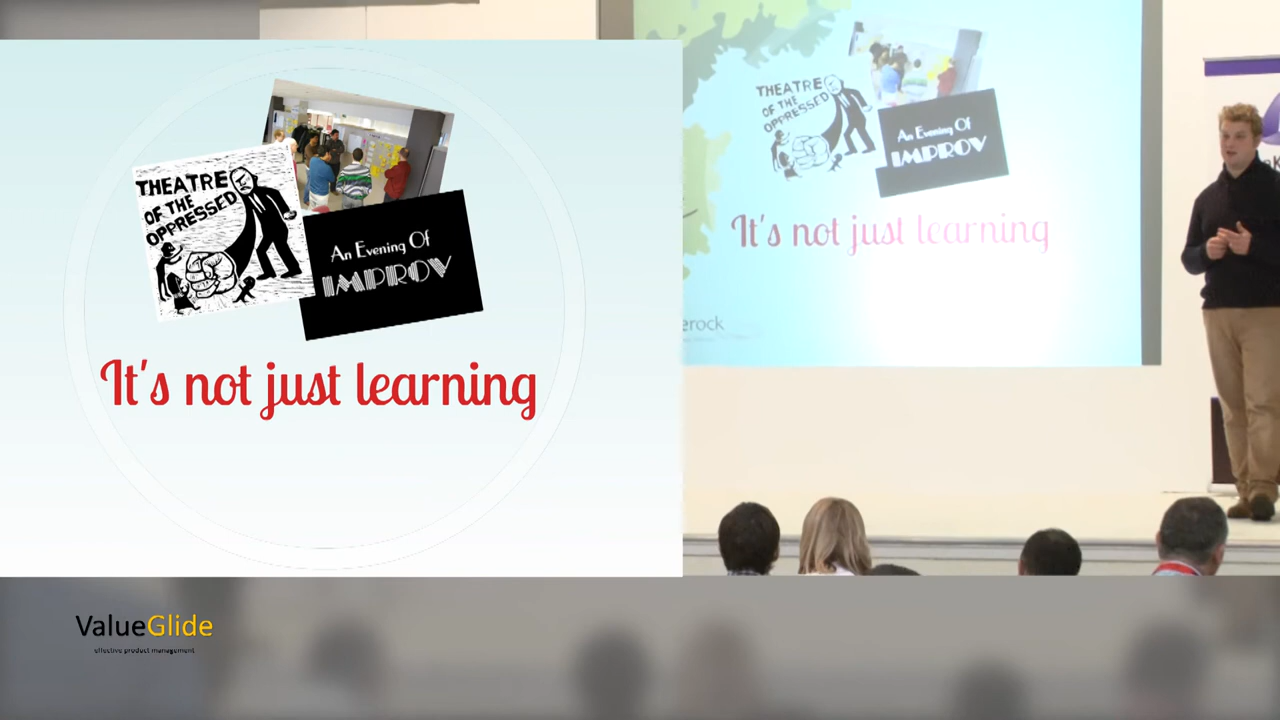 THEATRE
OF THE
OPPRESSED
An Evening Of
IMPROV
It's not just learning
THEATRE
OF THE
OPPRESSED
An Evening Of
IMPROV
It's not just learning
erock
ValueGlide
effective product management